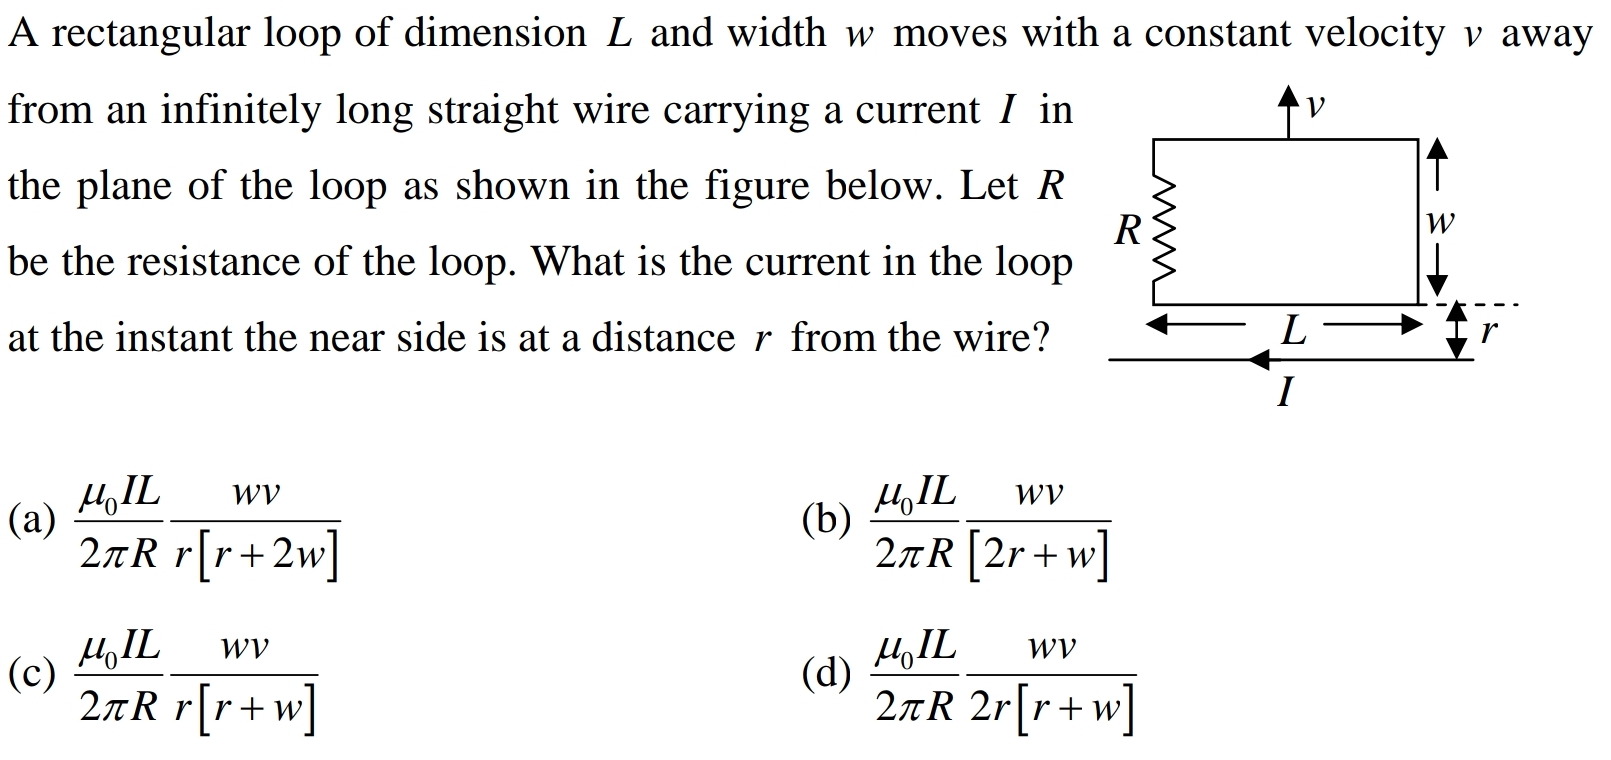 A rectangular loop of dimension L and width w moves with a constant velocity v away
from an infinitely long straight wire carrying a current I in
the plane of the loop as shown in the figure below. Let R
be the resistance of the loop. What is the current in the loop
at the instant the near side is at a distance r from the wire?
v
R
w
L
r
I
(a) \frac{\mu_0 IL}{2\pi R} \frac{wv}{r[r+2w]}
(b) \frac{\mu_0 IL}{2\pi R} \frac{wv}{[2r+w]}
(c) \frac{\mu_0 IL}{2\pi R} \frac{wv}{r[r+w]}
(d) \frac{\mu_0 IL}{2\pi R} \frac{wv}{2r[r+w]}